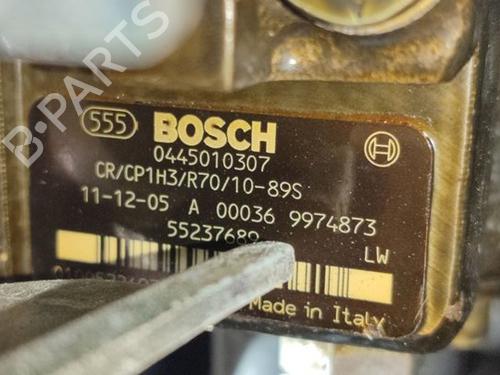 B-PARTS
555 BOSCH
0445010307
CR/CP1H3/R70/10-89S
11-12-05 A 00036 9974873
55237689
LW
Made in Italy